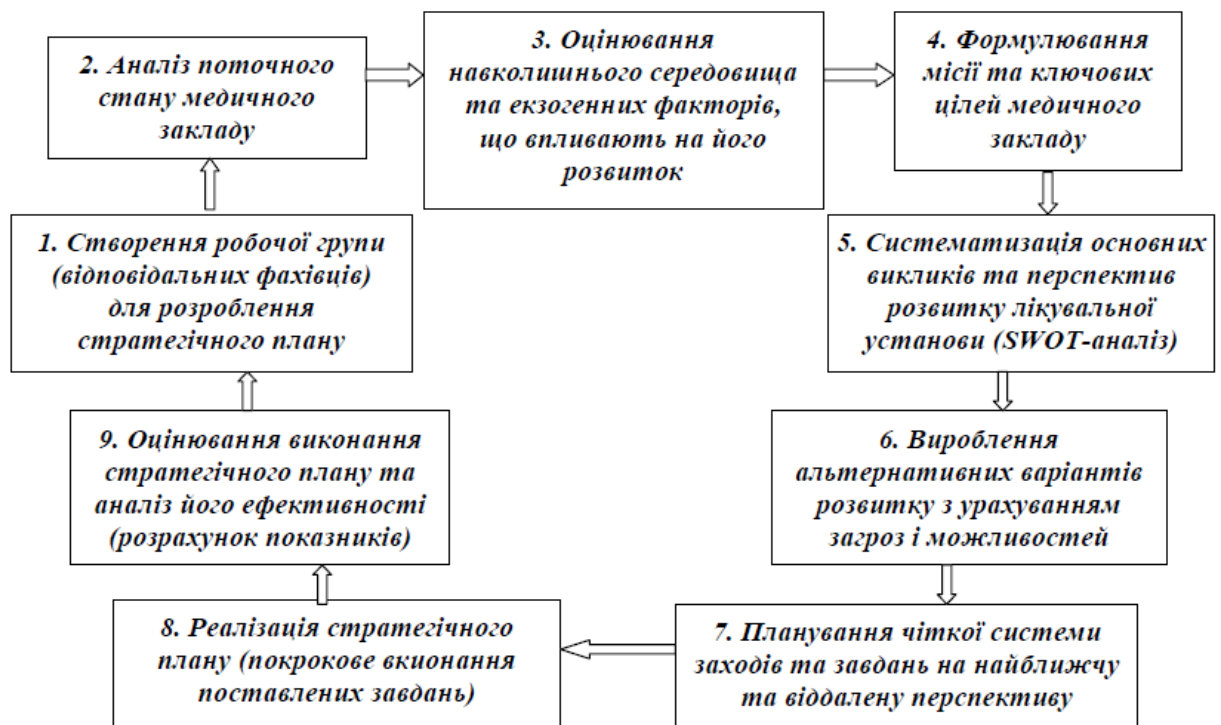 1. Створення робочої групи
(відповідальних фахівців)
для розроблення
стратегічного плану
2. Аналіз поточного
стану медичного
закладу
3. Оцінювання
навколишнього середовища
та екзогенних факторів,
що впливають на його
розвиток
4. Формулювання
місії та ключових
цілей медичного
закладу
5. Систематизація основних
викликів та перспектив
розвитку лікувальної
установи (SWOT-аналіз)
6. Вироблення
альтернативних варіантів
розвитку з урахуванням
загроз і можливостей
7. Планування чіткої системи
заходів та завдань на найближчу
та віддалену перспективу
8. Реалізація стратегічного
плану (покрокове вкионання
поставлених завдань)
9. Оцінювання виконання
стратегічного плану та
аналіз його ефективності
(розрахунок показників)